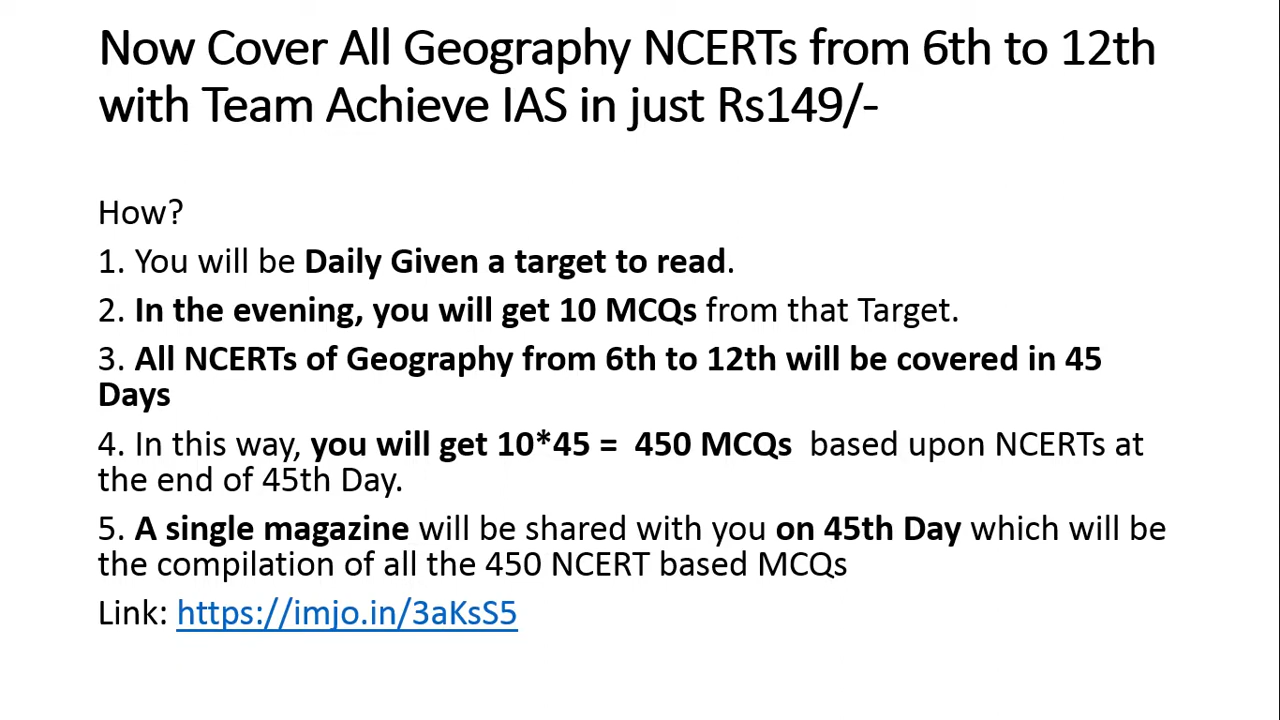 Now Cover All Geography NCERTs from 6th to 12th
with Team Achieve IAS in just Rs149/-
How?
1. You will be Daily Given a target to read.
2. In the evening, you will get 10 MCQs from that Target.
3. All NCERTs of Geography from 6th to 12th will be covered in 45
Days
4. In this way, you will get 10*45 =  450 MCQs  based upon NCERTs at
the end of 45th Day.
5. A single magazine will be shared with you on 45th Day which will be
the compilation of all the 450 NCERT based MCQs
Link: https://imjo.in/3aKsS5